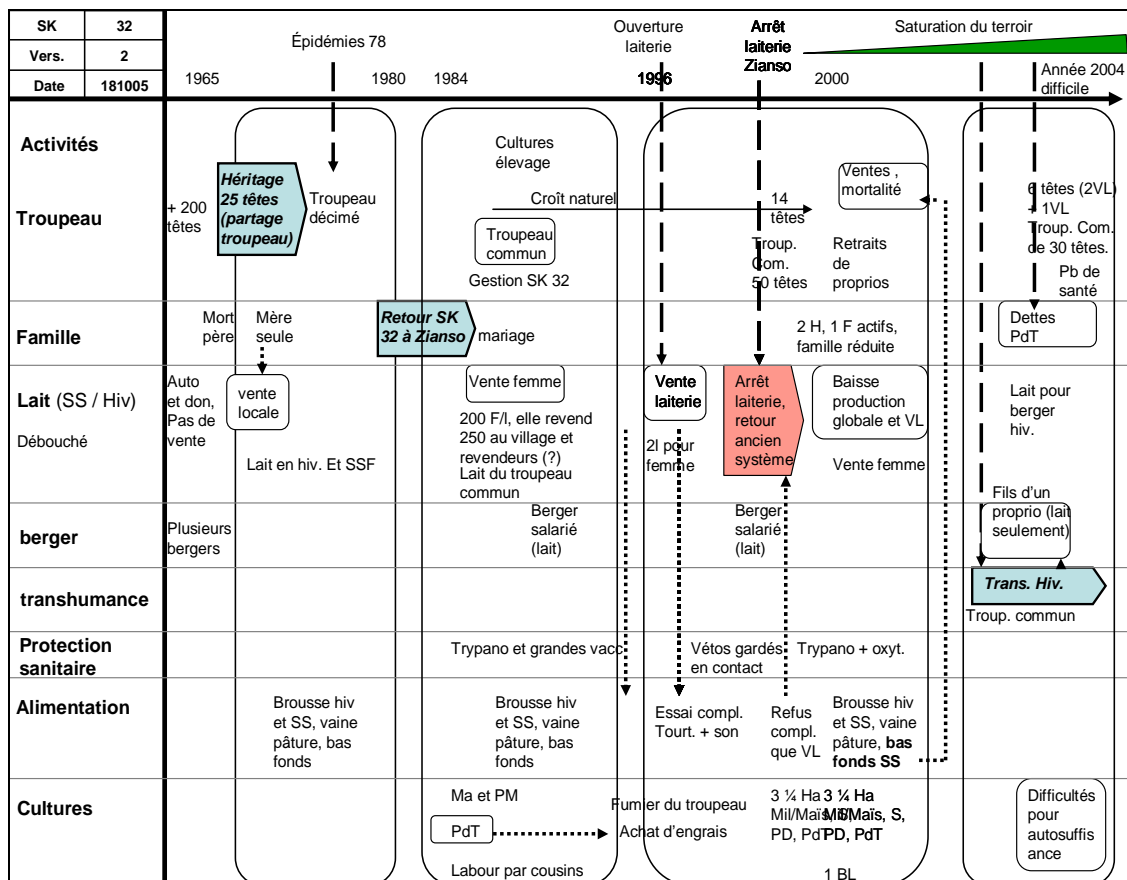 SK 32
Vers. 2
Date 181005
Épidémies 78
Ouverture
laiterie
Arrêt
laiterie
Zianso
Saturation du terroir
1965
1980
1984
1996
2000
Année 2004
difficile
Activités
Cultures
élevage
Troupeau
+ 200
têtes
Héritage
25 têtes
(partage
troupeau)
Troupeau
décimé
Croît naturel
Troupeau
commun
Gestion SK 32
14
têtes
Troup.
Com.
50 têtes
Ventes ,
mortalité
Retraits
de
proprios
6 têtes (2VL)
+ 1VL
Troup. Com.
de 30 têtes.
Pb de
santé
Famille
Mort
père
Mère
seule
Retour SK
32 à Zianso
mariage
2 H, 1 F actifs,
famille réduite
Dettes
PdT
Lait (SS / Hiv)
Débouché
Auto
et don,
Pas de
vente
vente
locale
Lait en hiv. Et SSF
Vente femme
200 F/l, elle revend
250 au village et
revendeurs (?)
Lait du troupeau
commun
Vente
laiterie
2l pour
femme
Arrêt
laiterie,
retour
ancien
système
Baisse
production
globale et VL
Vente femme
Lait pour
berger
hiv.
berger
Plusieurs
bergers
Berger
salarié
(lait)
Berger
salarié
(lait)
Fils d'un
proprio (lait
seulement)
transhumance
Trans. Hiv.
Troup. commun
Protection
sanitaire
Trypano et grandes vacc
Vétos gardés
en contact
Trypano + oxyt.
Alimentation
Brousse hiv
et SS, vaine
pâture, bas
fonds
Brousse hiv
et SS, vaine
pâture, bas
fonds
Essai compl.
Tourt. + son
Refus
compl.
que VL
Brousse hiv
et SS, vaine
pâture, bas
fonds SS
Cultures
Ma et PM
PdT
Labour par cousins
Fumier du troupeau
Achat d'engrais
3 ¼ Ha
Mil/Maïs,
PD, PdT
3 ¼ Ha
Mil/Maïs, S,
PD, PdT
1 BL
Difficultés
pour
autosuffis
ance